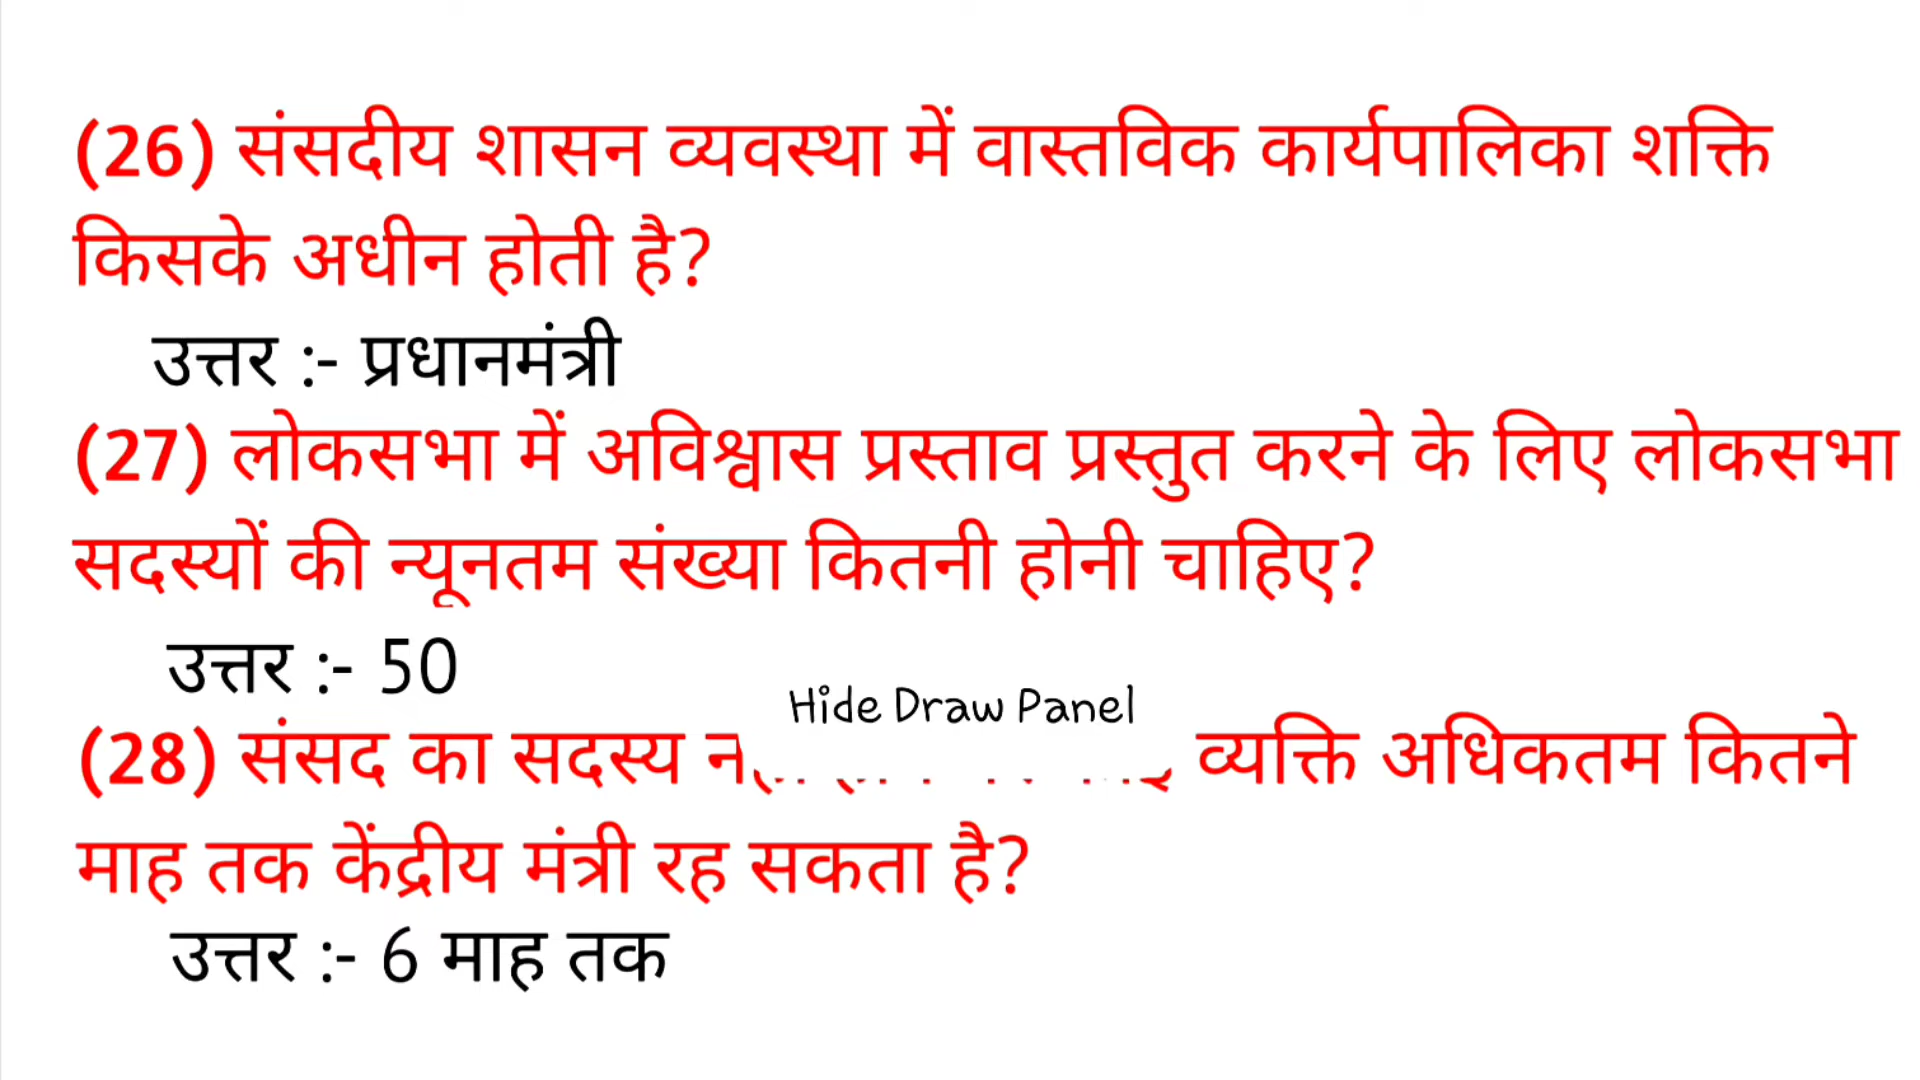 (26) संसदीय शासन व्यवस्था में वास्तविक कार्यपालिका शक्ति
किसके अधीन होती है?
उत्तर :- प्रधानमंत्री
(27) लोकसभा में अविश्वास प्रस्ताव प्रस्तुत करने के लिए लोकसभा
सदस्यों की न्यूनतम संख्या कितनी होनी चाहिए?
उत्तर :- 50
Hide Draw Panel
(28) संसद का सदस्य व्यक्ति अधिकतम कितने
माह तक केंद्रीय मंत्री रह सकता है?
उत्तर :- 6 माह तक